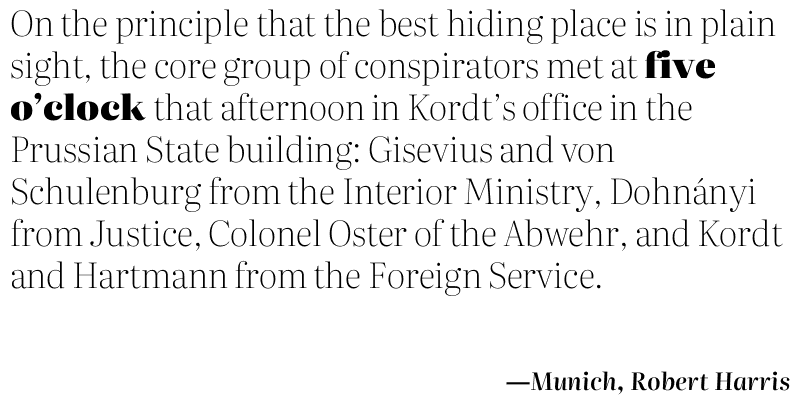 On the principle that the best hiding place is in plain
sight, the core group of conspirators met at five
o’clock that afternoon in Kordt’s office in the
Prussian State building: Gisevius and von
Schulenburg from the Interior Ministry, Dohnányi
from Justice, Colonel Oster of the Abwehr, and Kordt
and Hartmann from the Foreign Service.
—Munich, Robert Harris